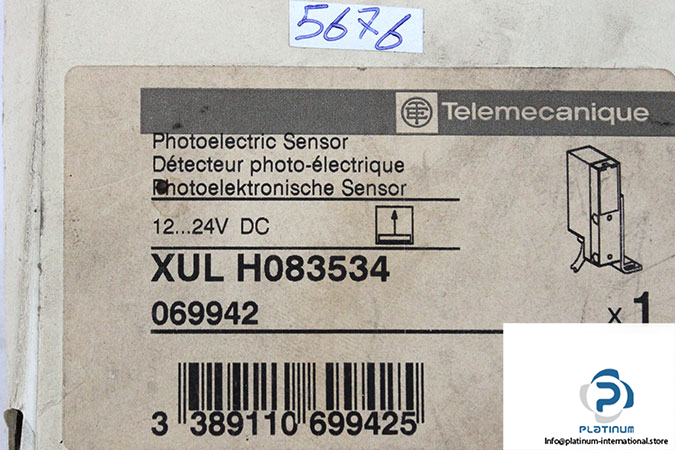 5676
Telemecanique
Photoelectric Sensor
Détecteur photo-électrique
Photoelektronische Sensor
12...24V DC
XUL H083534
069942
x 1
3 389110 699425
PLATINUM
Info@platinum-international.store